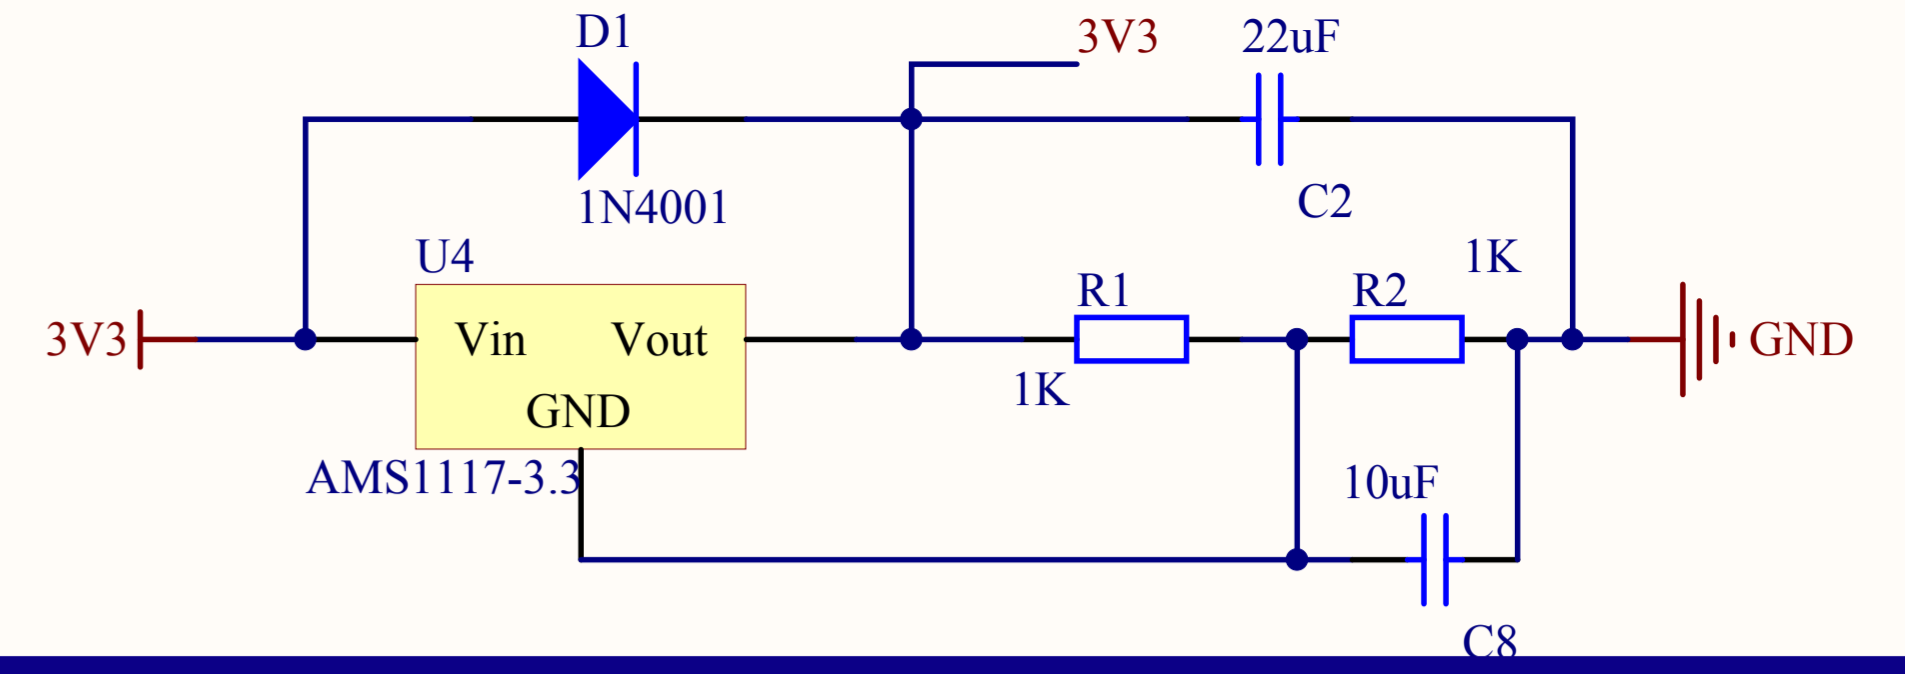 D1
3V3
22uF
1N4001
C2
U4
1K
R1
R2
3V3
Vin
Vout
GND
1K
GND
AMS1117-3.3
10uF
C8